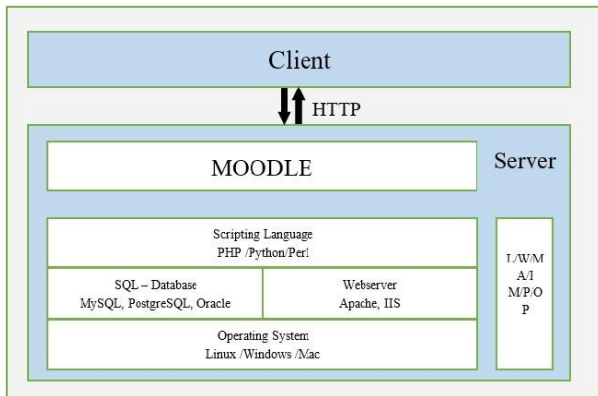 Client
HTTP
Server
MOODLE
Scripting Language
PHP /Python/Perl
SQL – Database
MySQL, PostgreSQL, Oracle
Webserver
Apache, IIS
Operating System
Linux /Windows /Mac
L/W/M
A/I
M/P/O
P